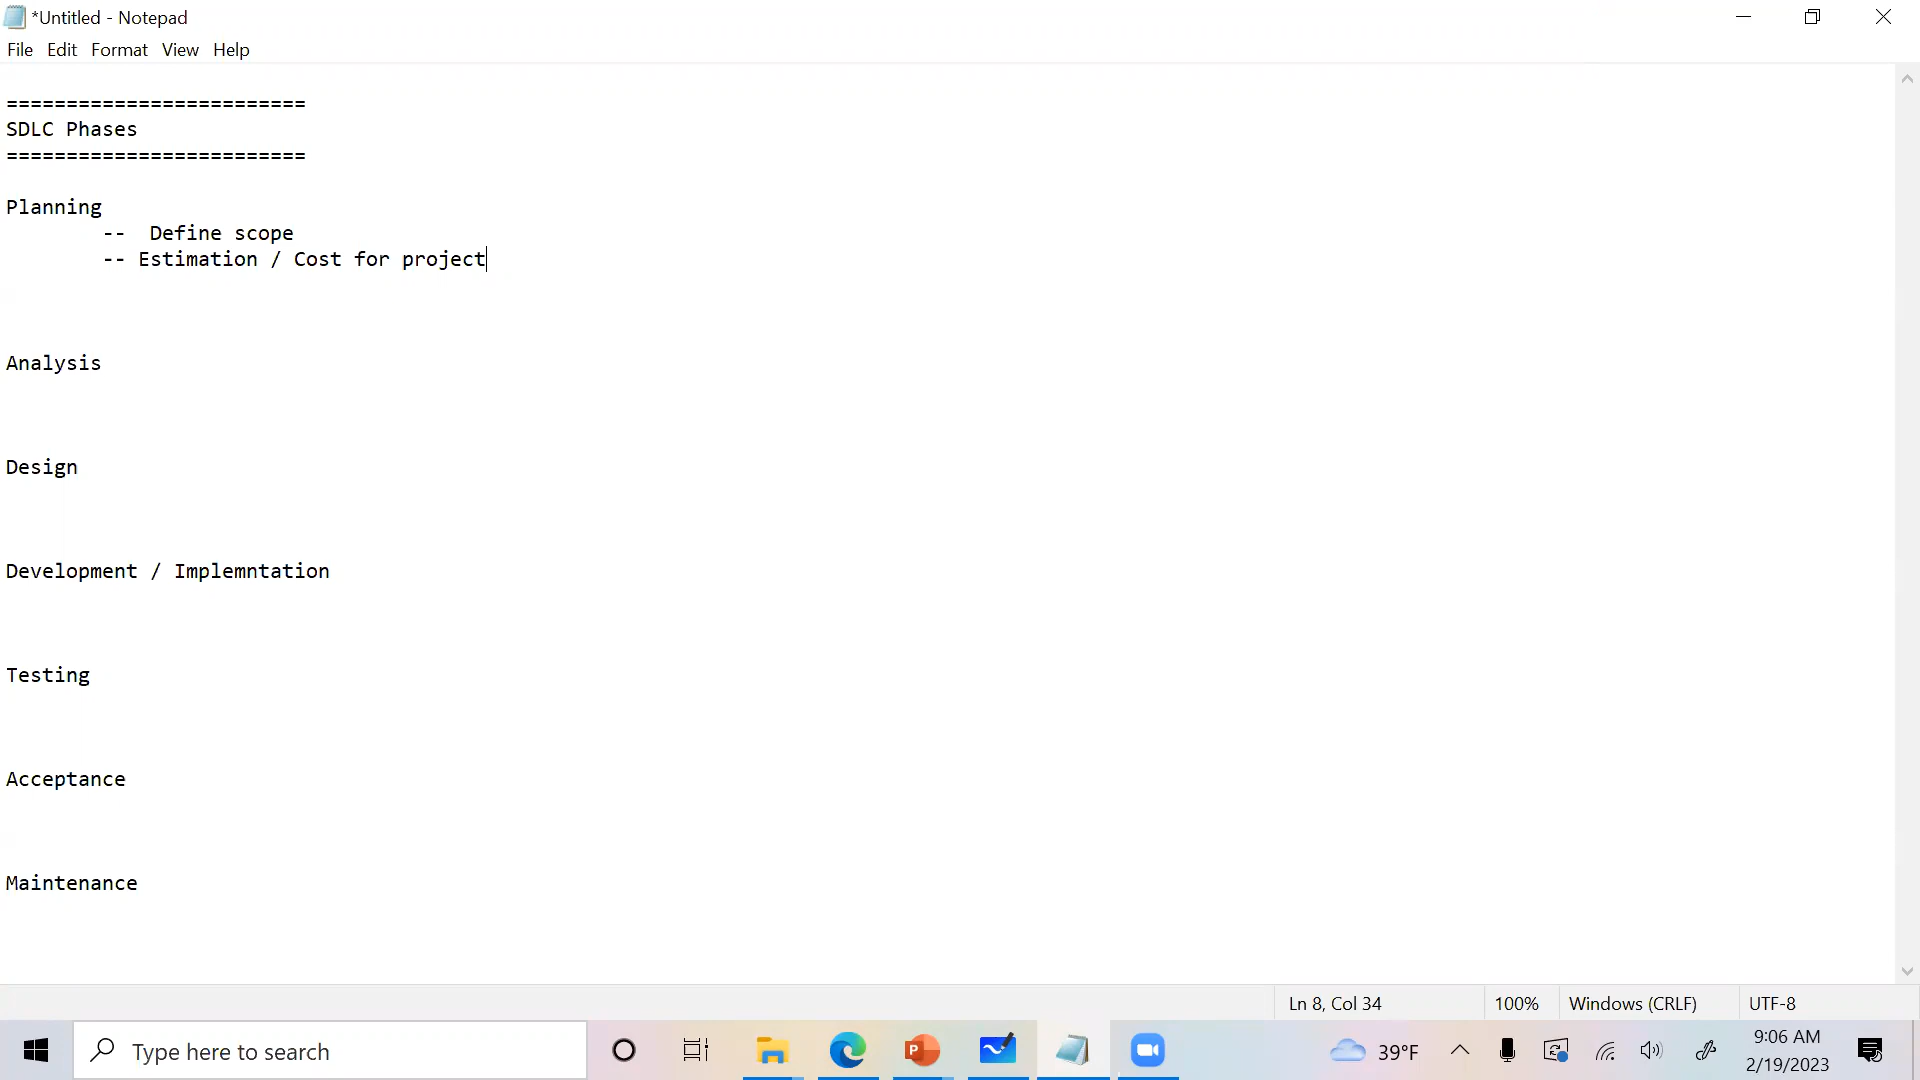 *Untitled - Notepad
File Edit Format View Help
=========================
SDLC Phases
=========================
Planning
-- Define scope
-- Estimation / Cost for project
Analysis
Design
Development / Implemntation
Testing
Acceptance
Maintenance
Ln 8, Col 34 100% Windows (CRLF) UTF-8
Type here to search 39°F 9:06 AM
2/19/2023